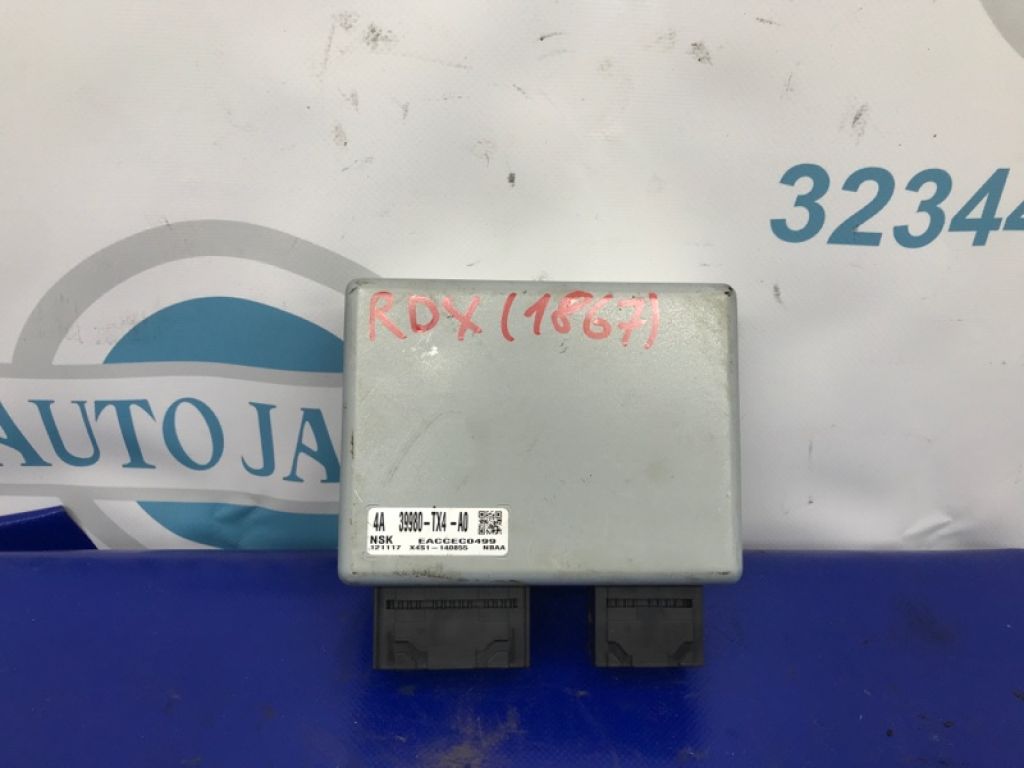 32344
RDX (1867)
AUTO JA
4A 39980-TX4-A0
NSK EACCEC0499
121117 X4S1-140855 NBAA